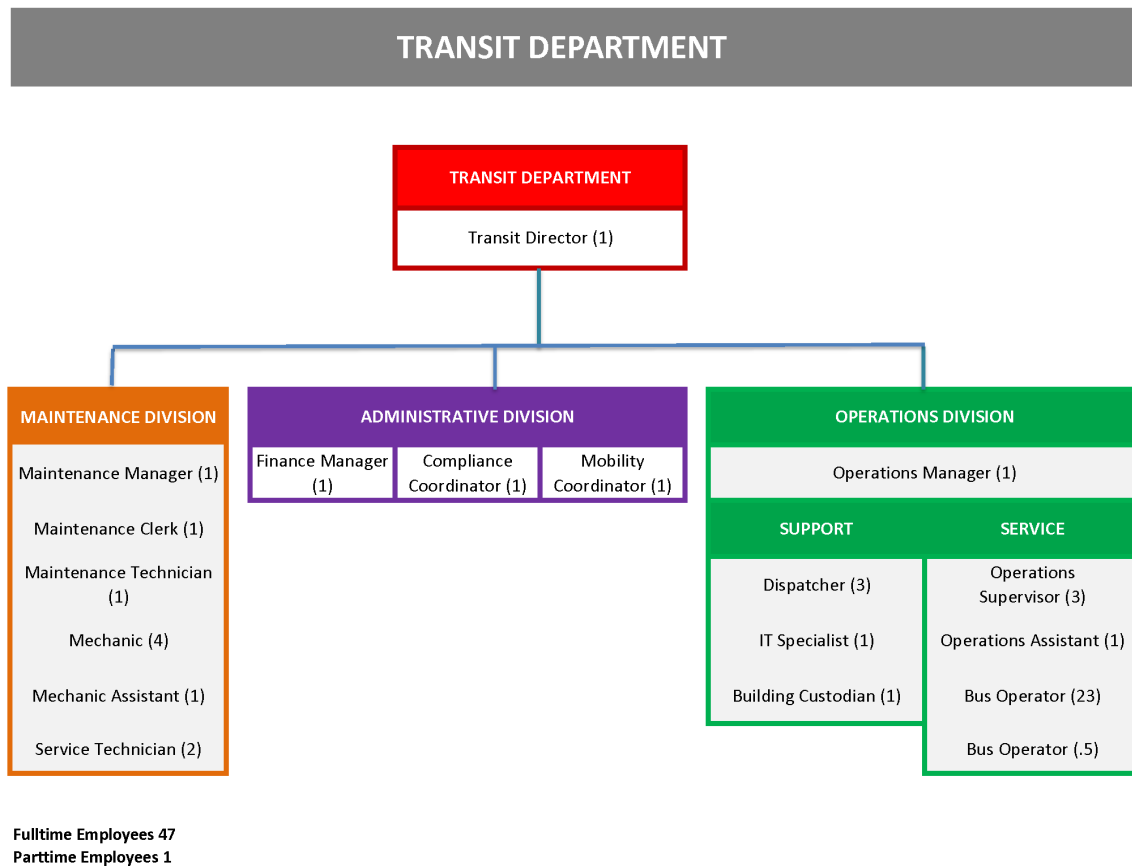 TRANSIT DEPARTMENT
TRANSIT DEPARTMENT
Transit Director (1)
MAINTENANCE DIVISION
Maintenance Manager (1)
Maintenance Clerk (1)
Maintenance Technician
(1)
Mechanic (4)
Mechanic Assistant (1)
Service Technician (2)
ADMINISTRATIVE DIVISION
Finance Manager
(1)
Compliance
Coordinator (1)
Mobility
Coordinator (1)
OPERATIONS DIVISION
Operations Manager (1)
SUPPORT
Dispatcher (3)
IT Specialist (1)
Building Custodian (1)
SERVICE
Operations
Supervisor (3)
Operations Assistant (1)
Bus Operator (23)
Bus Operator (.5)
Fulltime Employees 47
Parttime Employees 1